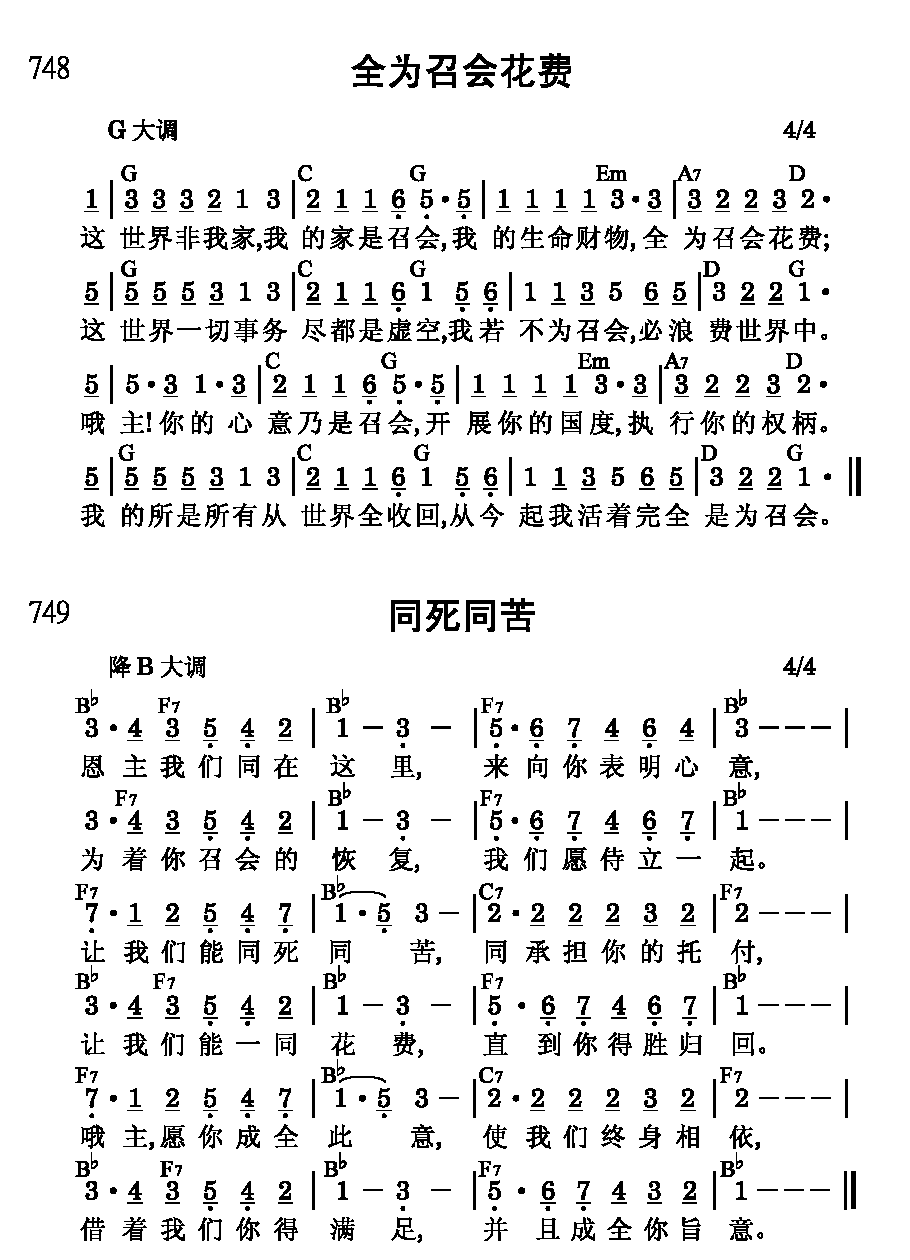 748 全为召会花费
G 大调 4/4
G C G Em A7 D
1 | 3 3 3 2 1 3 | 2 1 1 6 5 · 5 | 1 1 1 1 3 · 3 | 3 2 2 3 2 ·
这 世界非我家,我 的家是召会,我 的生命财物,全 为召会花费;
G C G D G
5 | 5 5 5 3 1 3 | 2 1 1 6 1 5 6 | 1 1 3 5 6 5 | 3 2 2 1 ·
这 世界一切事务 尽都是虚空,我若 不为召会,必浪 费世界中。
C G Em A7 D
5 | 5 · 3 1 · 3 | 2 1 1 6 5 · 5 | 1 1 1 1 3 · 3 | 3 2 2 3 2 ·
哦 主!你的心 意乃是召会,开 展你的国度,执 行你的权柄。
G C G D G
5 | 5 5 5 3 1 3 | 2 1 1 6 1 5 6 | 1 1 3 5 6 5 | 3 2 2 1 · ‖
我 的所是所有从 世界全收回,从今 起我活着完全 是为召会。
749 同死同苦
降 B 大调 4/4
B♭ F7 B♭ F7 B♭
3 · 4 3 5 4 2 | 1 – 3 – | 5 · 6 7 4 6 4 | 3 – – – |
恩 主我们同在 这 里, 来向你表明心 意,
F7 B♭ F7 B♭
3 · 4 3 5 4 2 | 1 – 3 – | 5 · 6 7 4 6 7 | 1 – – – |
为 着你召会的 恢 复, 我们愿待立一 起。
F7 B♭ C7 F7
7 · 1 2 5 4 7 | 1 · 5 3 – | 2 · 2 2 2 3 2 | 2 – – – |
让 我们能同死 同 苦, 同承担你的托 付,
B♭ F7 B♭ F7 B♭
3 · 4 3 5 4 2 | 1 – 3 – | 5 · 6 7 4 6 7 | 1 – – – |
让 我们能一同 花 费, 直 到你得胜归 回。
F7 B♭ C7 F7
7 · 1 2 5 4 7 | 1 · 5 3 – | 2 · 2 2 2 3 2 | 2 – – – |
哦 主,愿你成全 此 意, 使我们终身相 依,
B♭ F7 B♭ F7 B♭
3 · 4 3 5 4 2 | 1 – 3 – | 5 · 6 7 4 6 7 | 1 – – – ‖
借 着我们你得 满 足, 并 且成全你旨 意。